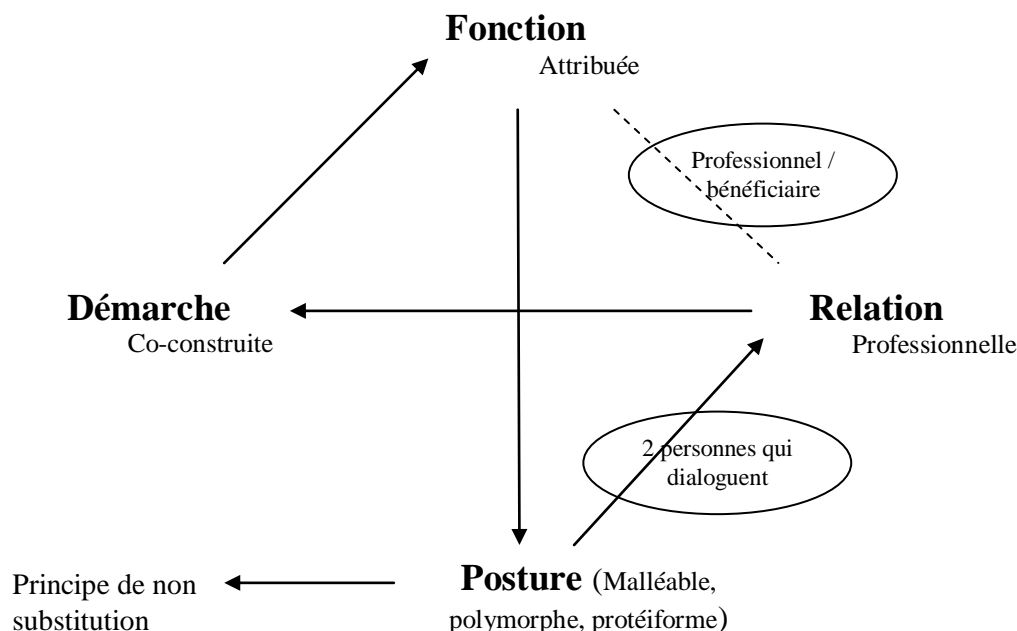 Fonction
Attribuée
Professionnel /
bénéficiaire
Démarche
Co-construite
Relation
Professionnelle
2 personnes qui
dialoguent
Principe de non
substitution
Posture (Malléable,
polymorphe, protéiforme)